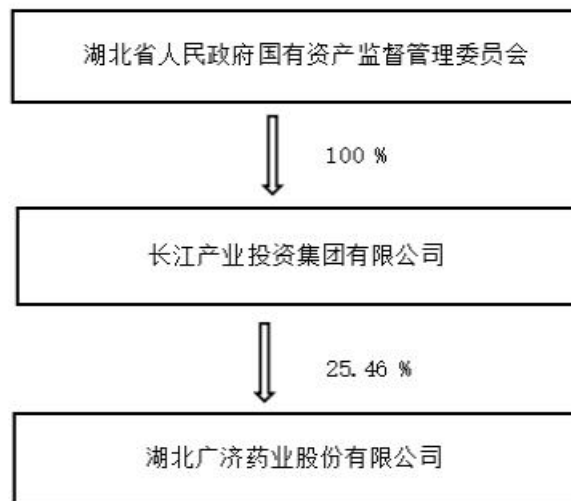 湖北省人民政府国有资产监督管理委员会
100 %
长江产业投资集团有限公司
25.46 %
湖北广济药业股份有限公司